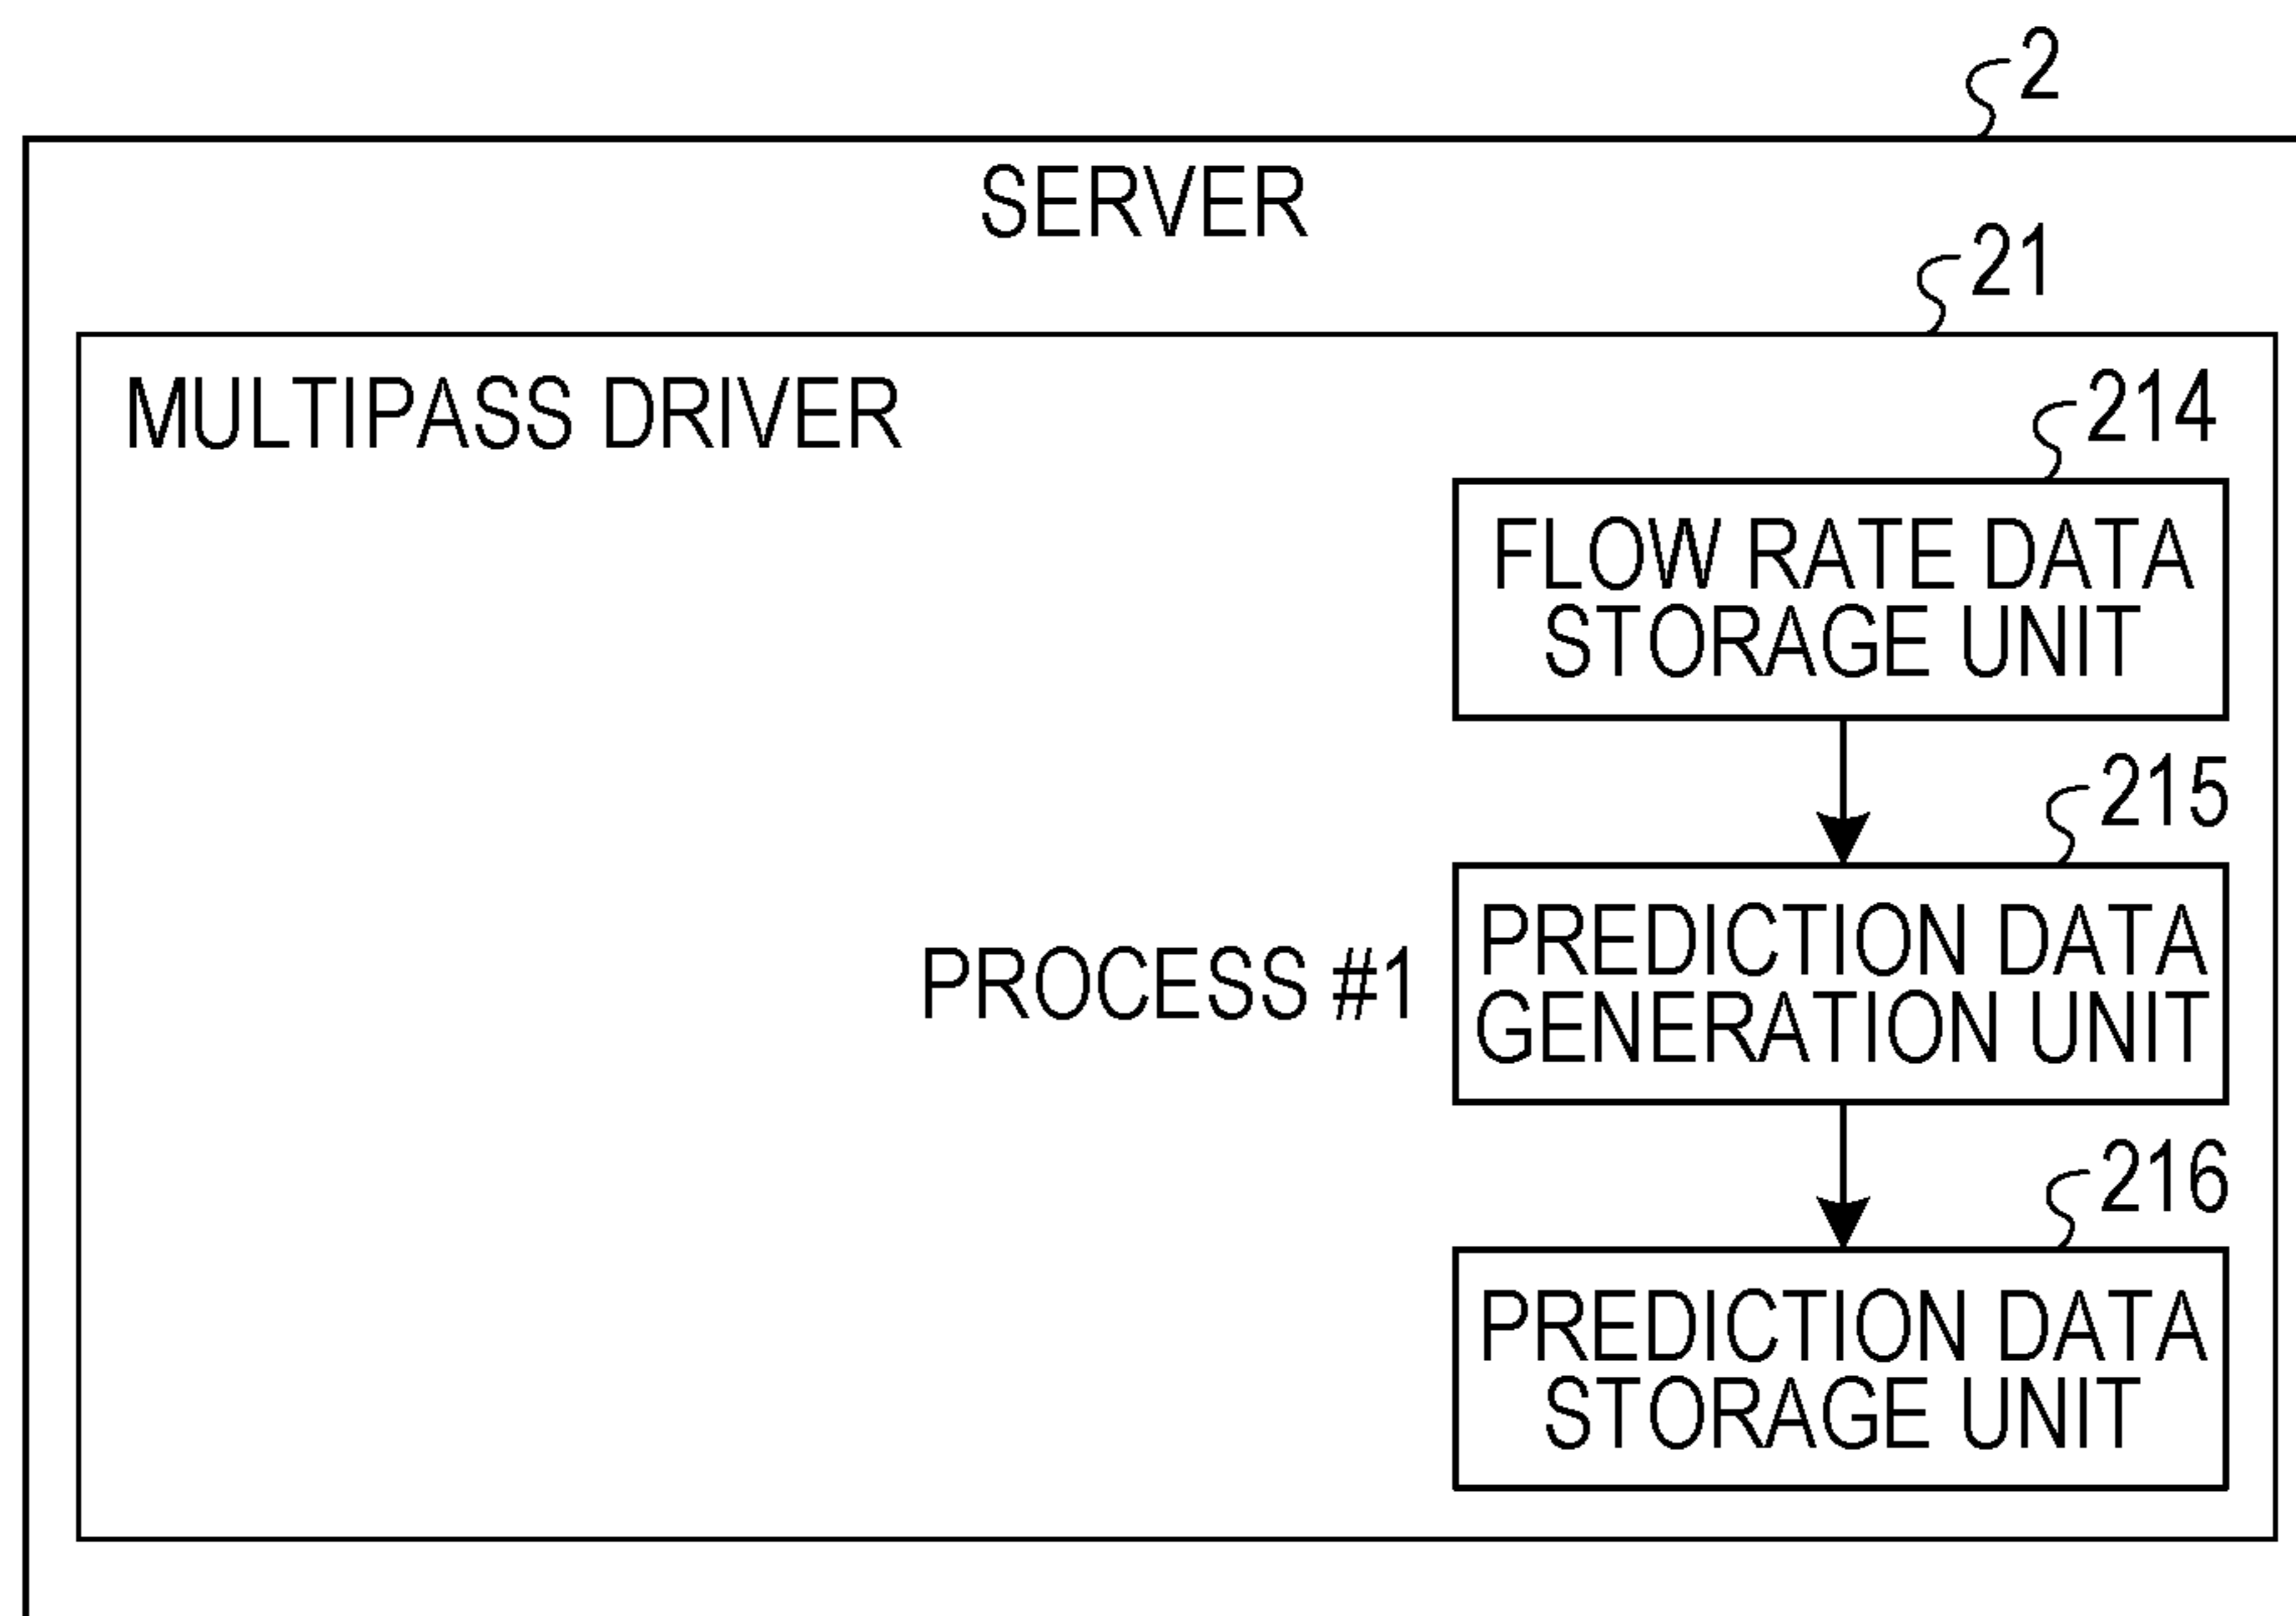 2
SERVER
21
MULTIPASS DRIVER
214
FLOW RATE DATA
STORAGE UNIT
215
PROCESS #1
PREDICTION DATA
GENERATION UNIT
216
PREDICTION DATA
STORAGE UNIT